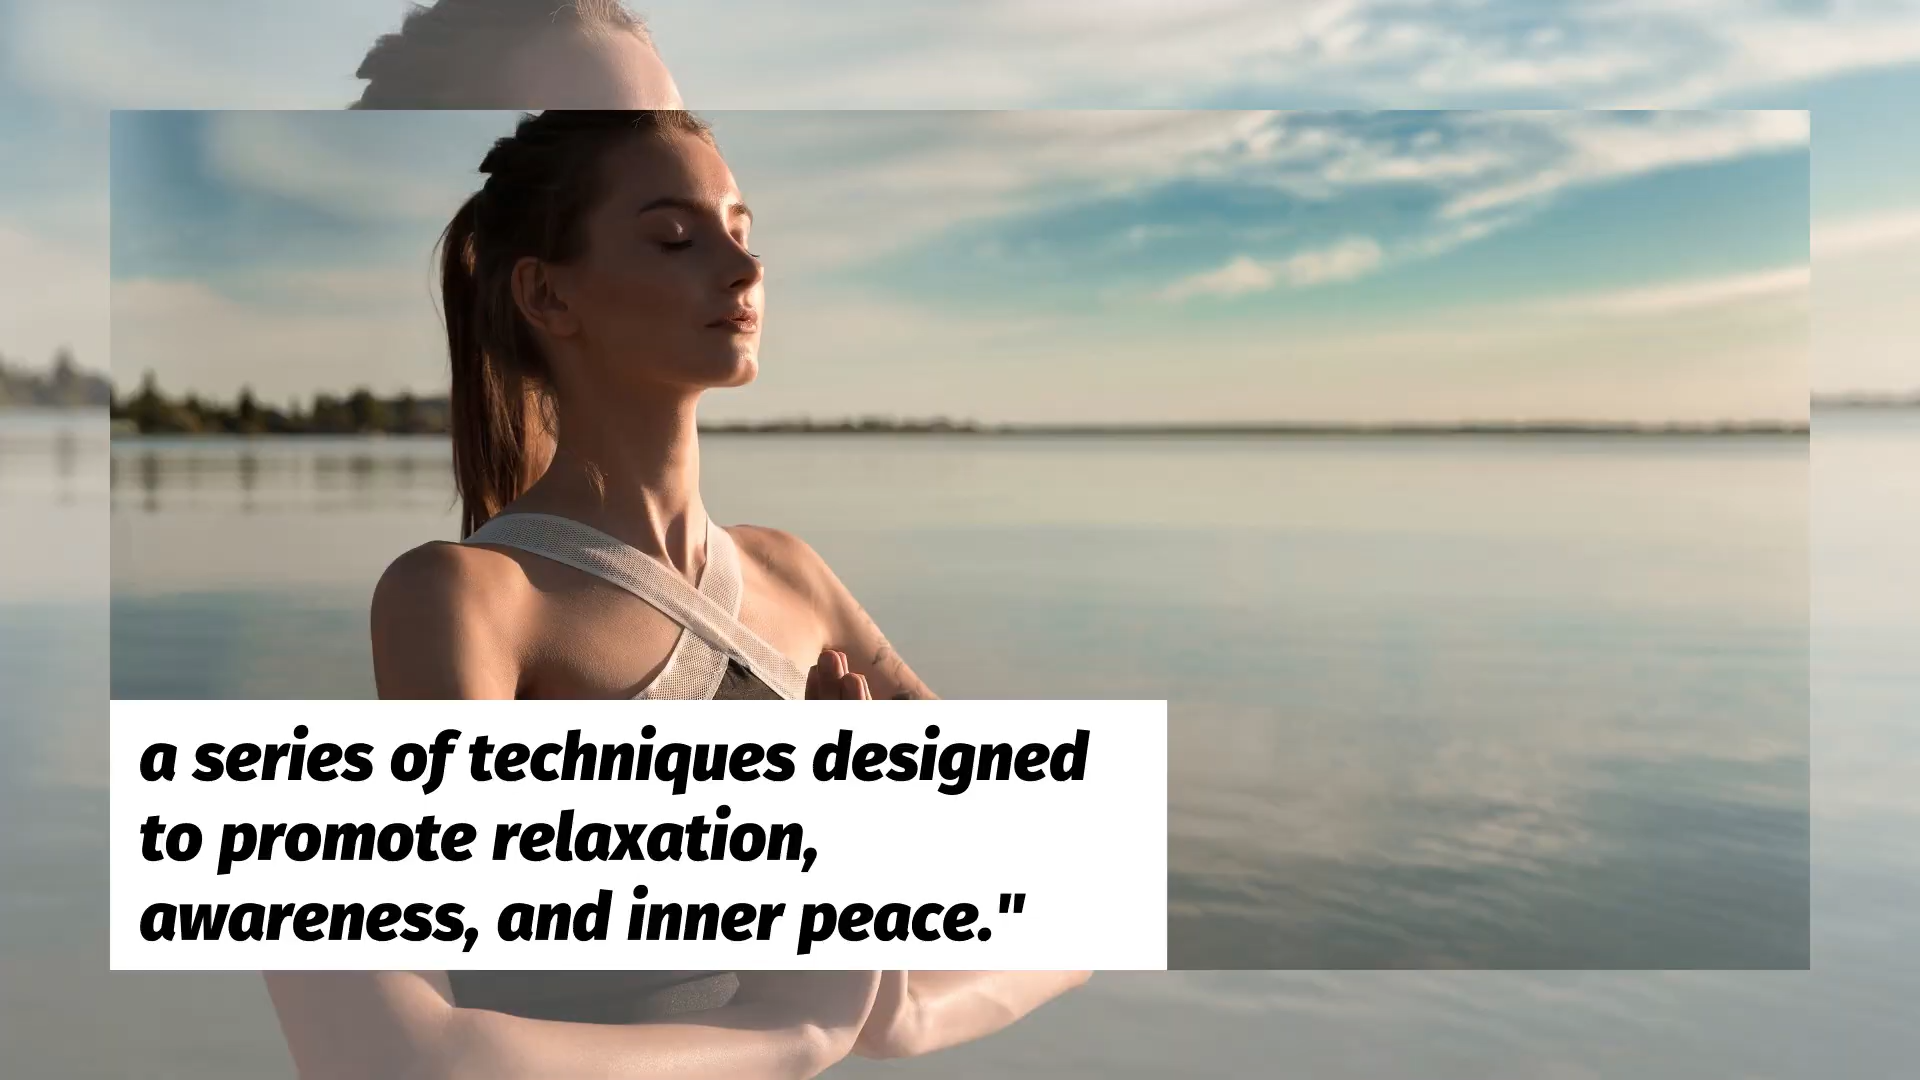 a series of techniques designed
to promote relaxation,
awareness, and inner peace."